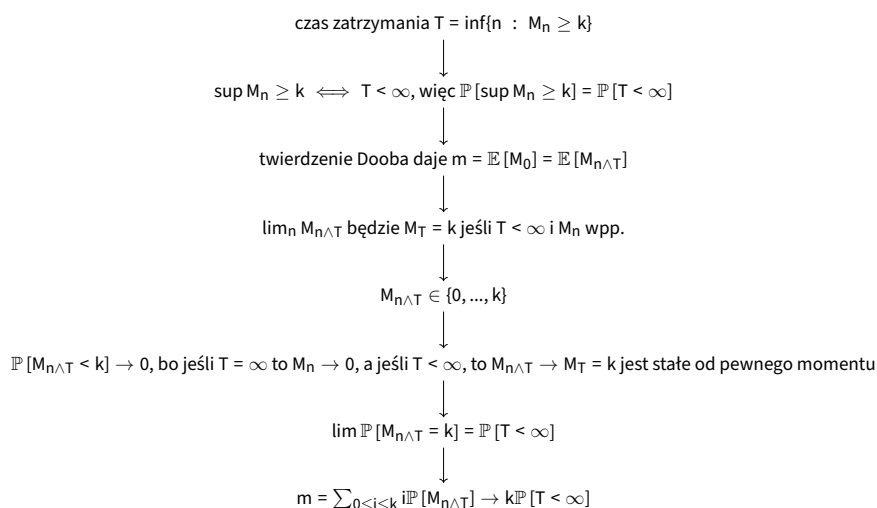 czas zatrzymania T = inf{n : Mₙ ≥ k}
sup Mₙ ≥ k ⟺ T < ∞, więc ℙ [sup Mₙ ≥ k] = ℙ [T < ∞]
twierdzenie Dooba daje m = 𝔼 [M₀] = 𝔼 [M_{n∧T}]
limₙ M_{n∧T} będzie M_T = k jeśli T < ∞ i Mₙ wpp.
M_{n∧T} ∈ {0, ..., k}
ℙ [M_{n∧T} < k] → 0, bo jeśli T = ∞ to Mₙ → 0, a jeśli T < ∞, to M_{n∧T} → M_T = k jest stałe od pewnego momentu
lim ℙ [M_{n∧T} = k] = ℙ [T < ∞]
m = ∑_{0≤i≤k} iℙ [M_{n∧T}] → kℙ [T < ∞]